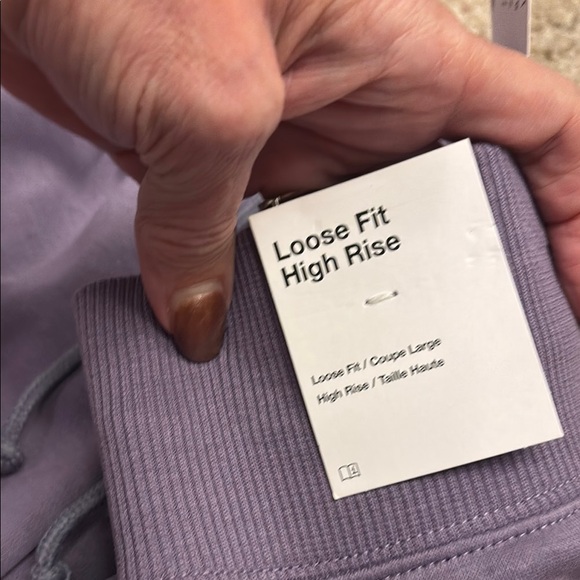 Loose Fit
High Rise
Loose Fit / Coupe Large
High Rise / Taille Haute